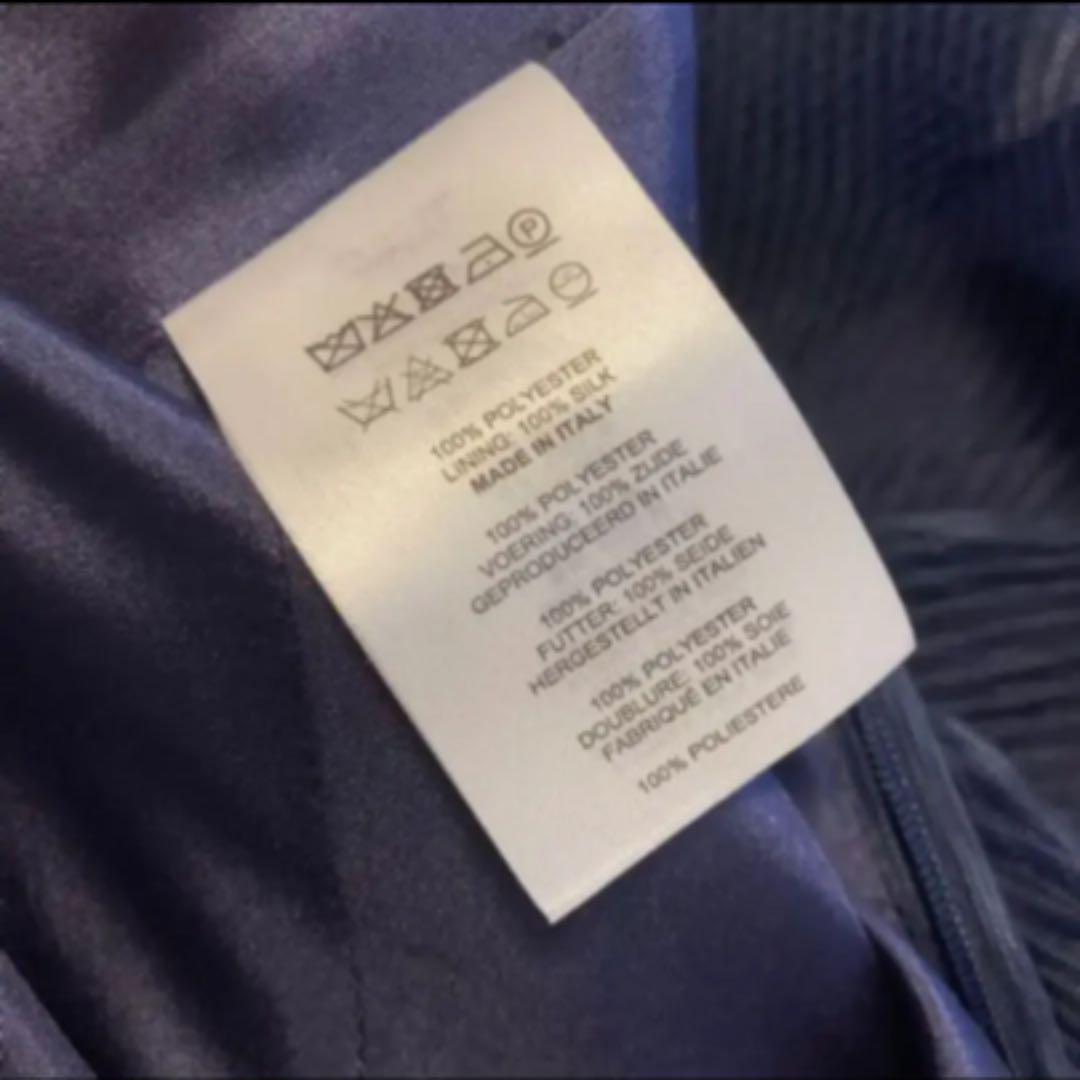 P
100% POLYESTER
LINING: 100% SILK
MADE IN ITALY
100% POLYESTER
VOERING: 100% ZIJDE
GEPRODUCEERD IN ITALIE
100% POLYESTER
FUTTER: 100% SEIDE
HERGESTELLT IN ITALIEN
100% POLYESTER
DOUBLURE: 100% SOIE
FABRIQUÉ EN ITALIE
100% POLIESTERE